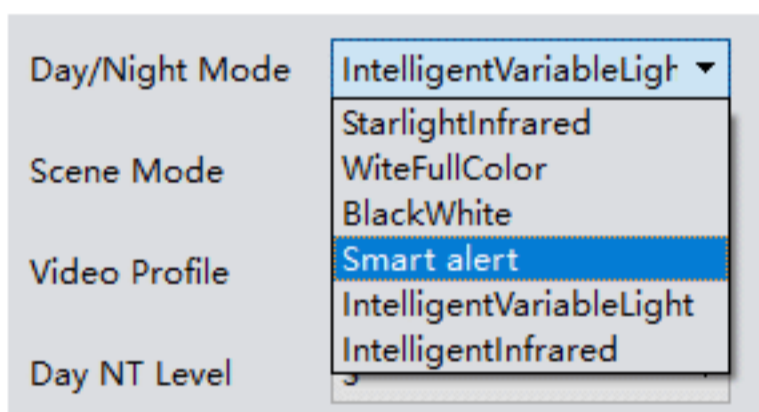 Day/Night Mode IntelligentVariableLigh
StarlightInfrared
Scene Mode WiteFullColor
BlackWhite
Video Profile Smart alert
IntelligentVariableLight
IntelligentInfrared
Day NT Level